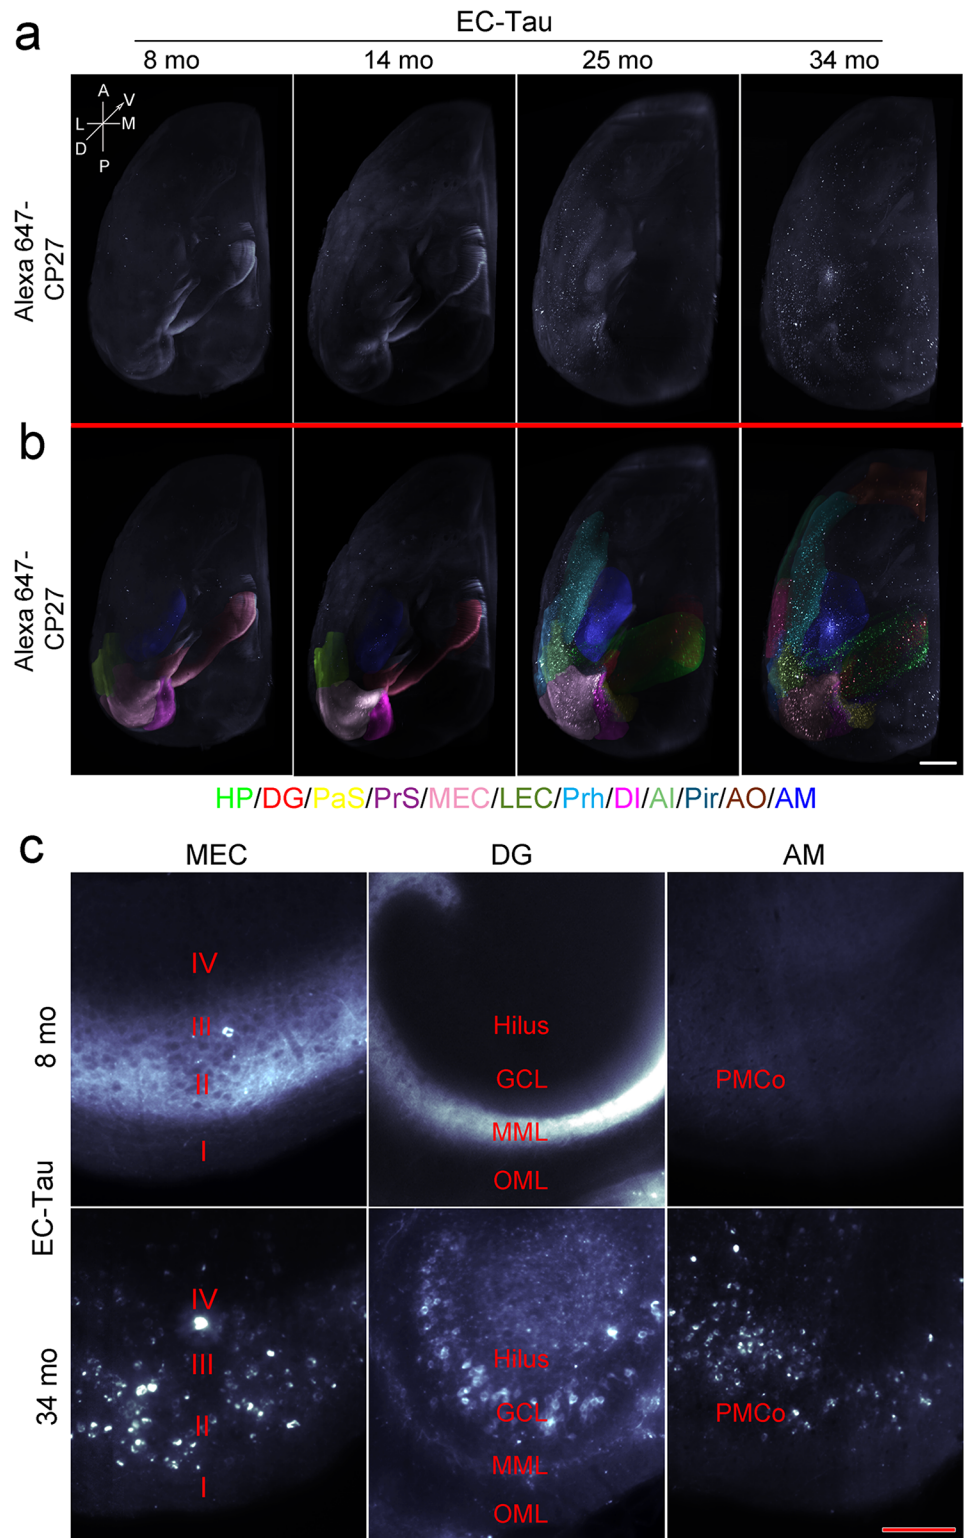 a
EC-Tau
8 mo 14 mo 25 mo 34 mo
Alexa 647-
CP27
A
V
L M
D
P
b
Alexa 647-
CP27
HP/DG/PaS/PrS/MEC/LEC/Prh/DI/AI/Pir/AO/AM
c
MEC DG AM
EC-Tau
8 mo
IV
III
II
I
Hilus
GCL
MML
OML
PMCo
34 mo
IV
III
II
I
Hilus
GCL
MML
OML
PMCo